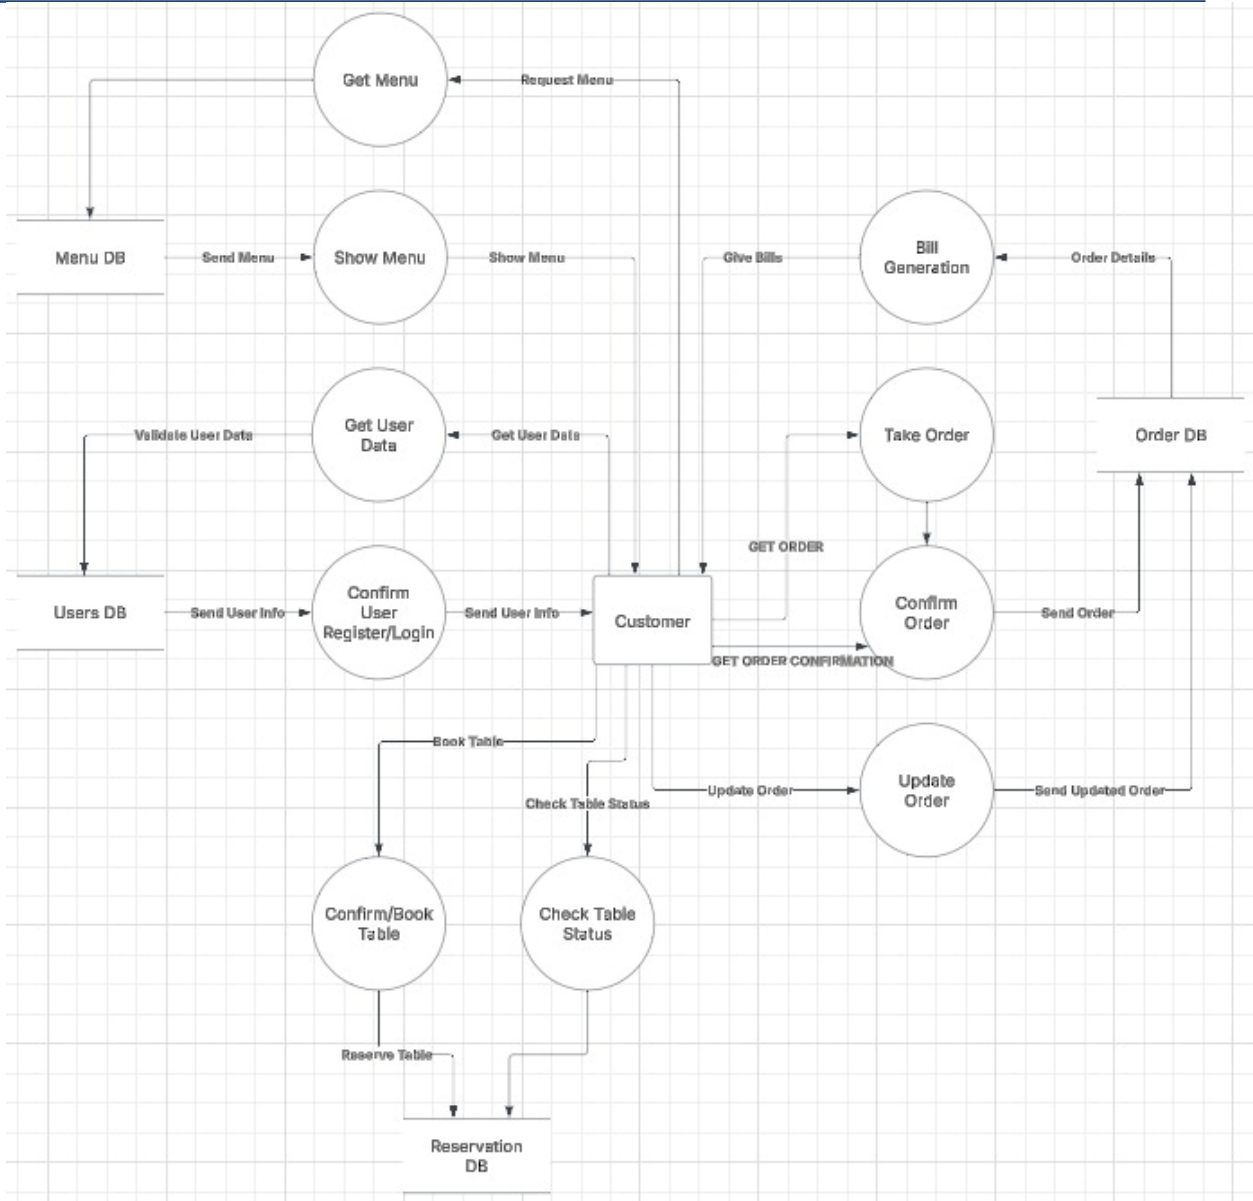 Get Menu
Request Menu
Menu DB
Send Menu
Show Menu
Show Menu
Give Bills
Bill
Generation
Order Details
Validate User Data
Get User
Data
Get User Data
Take Order
Order DB
GET ORDER
Users DB
Send User Info
Confirm
User
Register/Login
Send User Info
Customer
Confirm
Order
Send Order
GET ORDER CONFIRMATION
Book Table
Check Table Status
Update Order
Update
Order
Send Updated Order
Confirm/Book
Table
Check Table
Status
Reserve Table
Reservation
DB